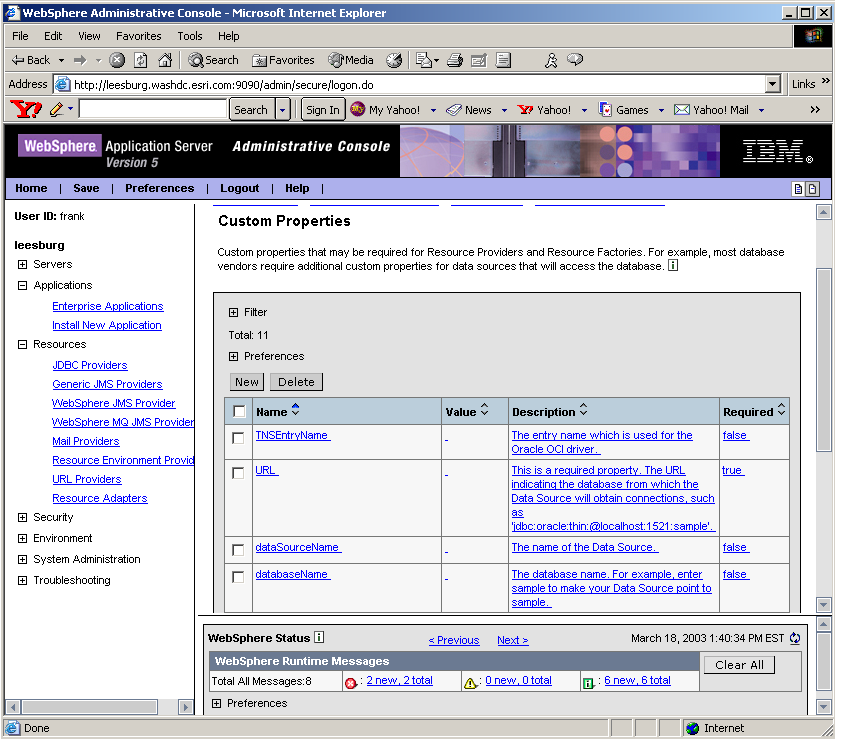 WebSphere Administrative Console - Microsoft Internet Explorer
File Edit View Favorites Tools Help
Back Search Favorites Media
Address http://leesburg.washdc.esri.com:9090/admin/secure/logon.do Links »
Y! Search Sign In My Yahoo! News Yahoo! Games Yahoo! Mail »
WebSphere Application Server Administrative Console IBM®
Version 5
Home | Save | Preferences | Logout | Help |
User ID: frank
leesburg
Servers
Applications
Enterprise Applications
Install New Application
Resources
JDBC Providers
Generic JMS Providers
WebSphere JMS Provider
WebSphere MQ JMS Provider
Mail Providers
Resource Environment Provid
URL Providers
Resource Adapters
Security
Environment
System Administration
Troubleshooting
Custom Properties
Custom properties that may be required for Resource Providers and Resource Factories. For example, most database
vendors require additional custom properties for data sources that will access the database. i
Filter
Total: 11
Preferences
New Delete
Name Value Description Required
TNSEntryName - The entry name which is used for the false
Oracle OCI driver.
URL - This is a required property. The URL true
indicating the database from which the
Data Source will obtain connections, such
as
'jdbc:oracle:thin:@localhost:1521:sample'.
dataSourceName - The name of the Data Source. false
databaseName - The database name. For example, enter false
sample to make your Data Source point to
sample.
WebSphere Status i < Previous Next > March 18, 2003 1:40:34 PM EST
WebSphere Runtime Messages Clear All
Total All Messages:8 : 2 new, 2 total : 0 new, 0 total : 6 new, 6 total
Preferences
Done Internet